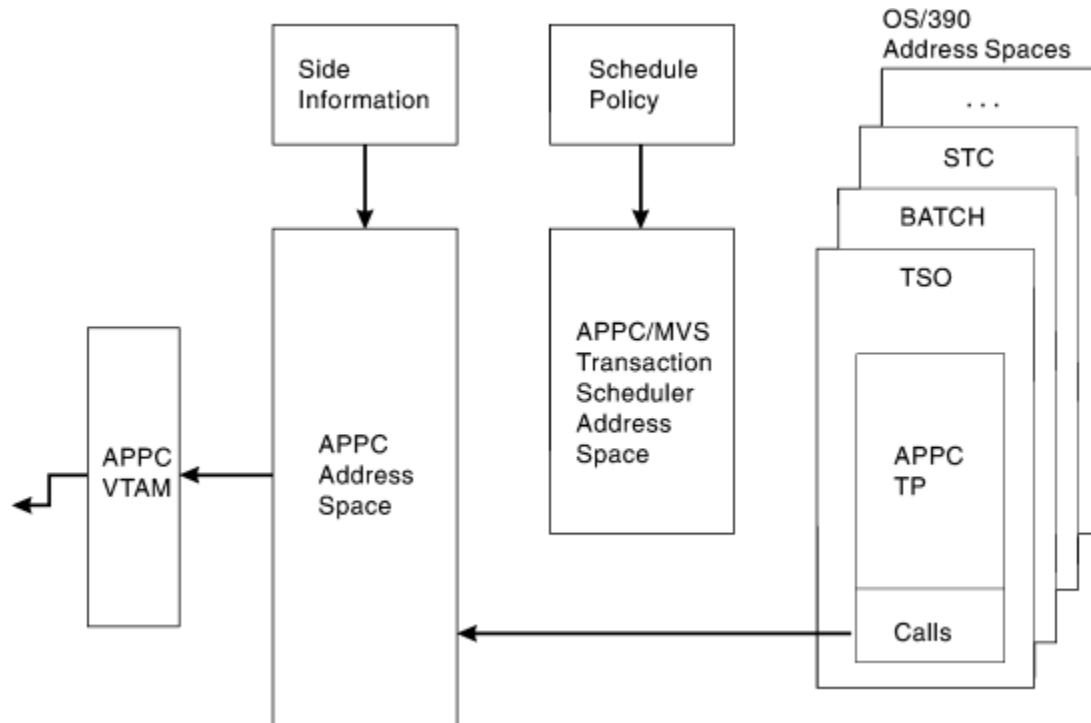 OS/390
Address Spaces
Side
Information
Schedule
Policy
. . .
STC
BATCH
TSO
APPC/MVS
Transaction
Scheduler
Address
Space
APPC
VTAM
APPC
Address
Space
APPC
TP
Calls